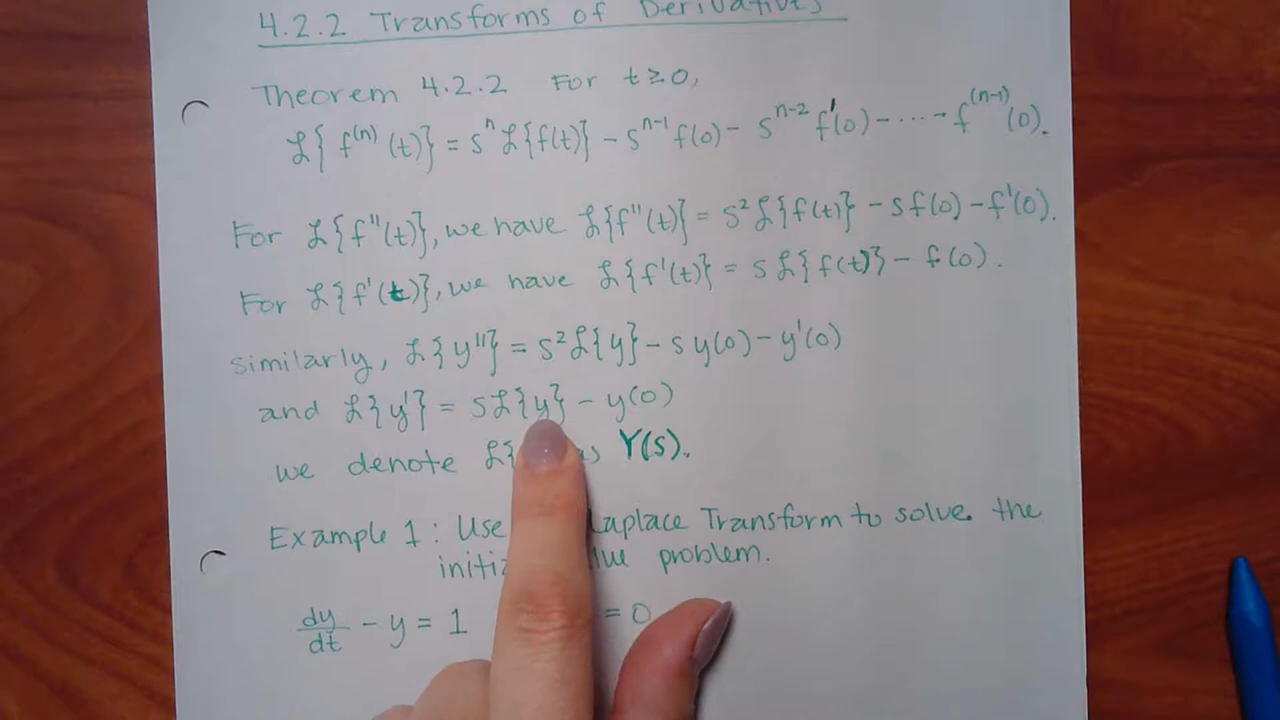 4.2.2 Transforms of Derivatives
Theorem 4.2.2 For t ≥ 0,
ℒ{f⁽ⁿ⁾(t)} = sⁿℒ{f(t)} - sⁿ⁻¹f(0) - sⁿ⁻²f'(0) - ... - f⁽ⁿ⁻¹⁾(0).
For ℒ{f''(t)}, we have ℒ{f''(t)} = s²ℒ{f(t)} - sf(0) - f'(0).
For ℒ{f'(t)}, we have ℒ{f'(t)} = sℒ{f(t)} - f(0).
similarly, ℒ{y''} = s²ℒ{y} - sy(0) - y'(0)
and ℒ{y'} = sℒ{y} - y(0)
we denote ℒ{ Y(s).
Example 1: Use Laplace Transform to solve the
problem.
dy/dt - y = 1 = 0